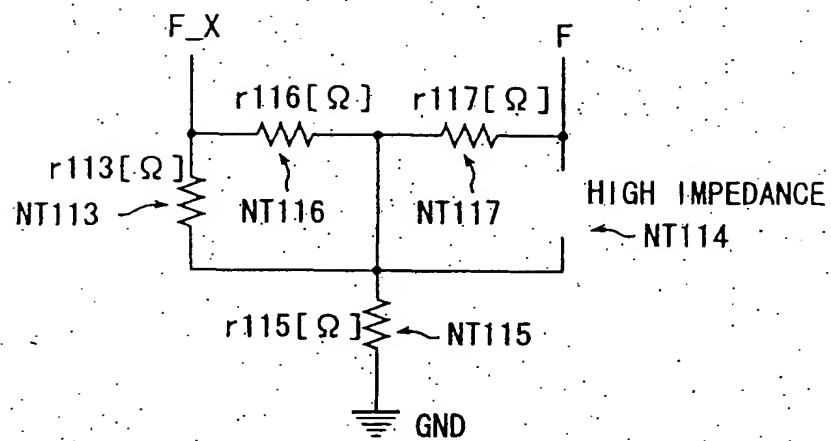 F_X
F
r116[Ω]
r117[Ω]
r113[Ω]
NT113
NT116
NT117
HIGH IMPEDANCE
NT114
r115[Ω]
NT115
GND